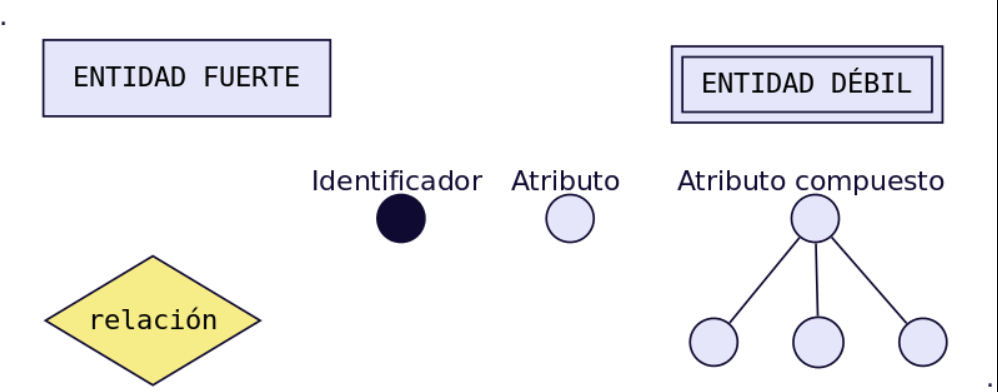 ENTIDAD FUERTE
ENTIDAD DÉBIL
Identificador
Atributo
Atributo compuesto
relación